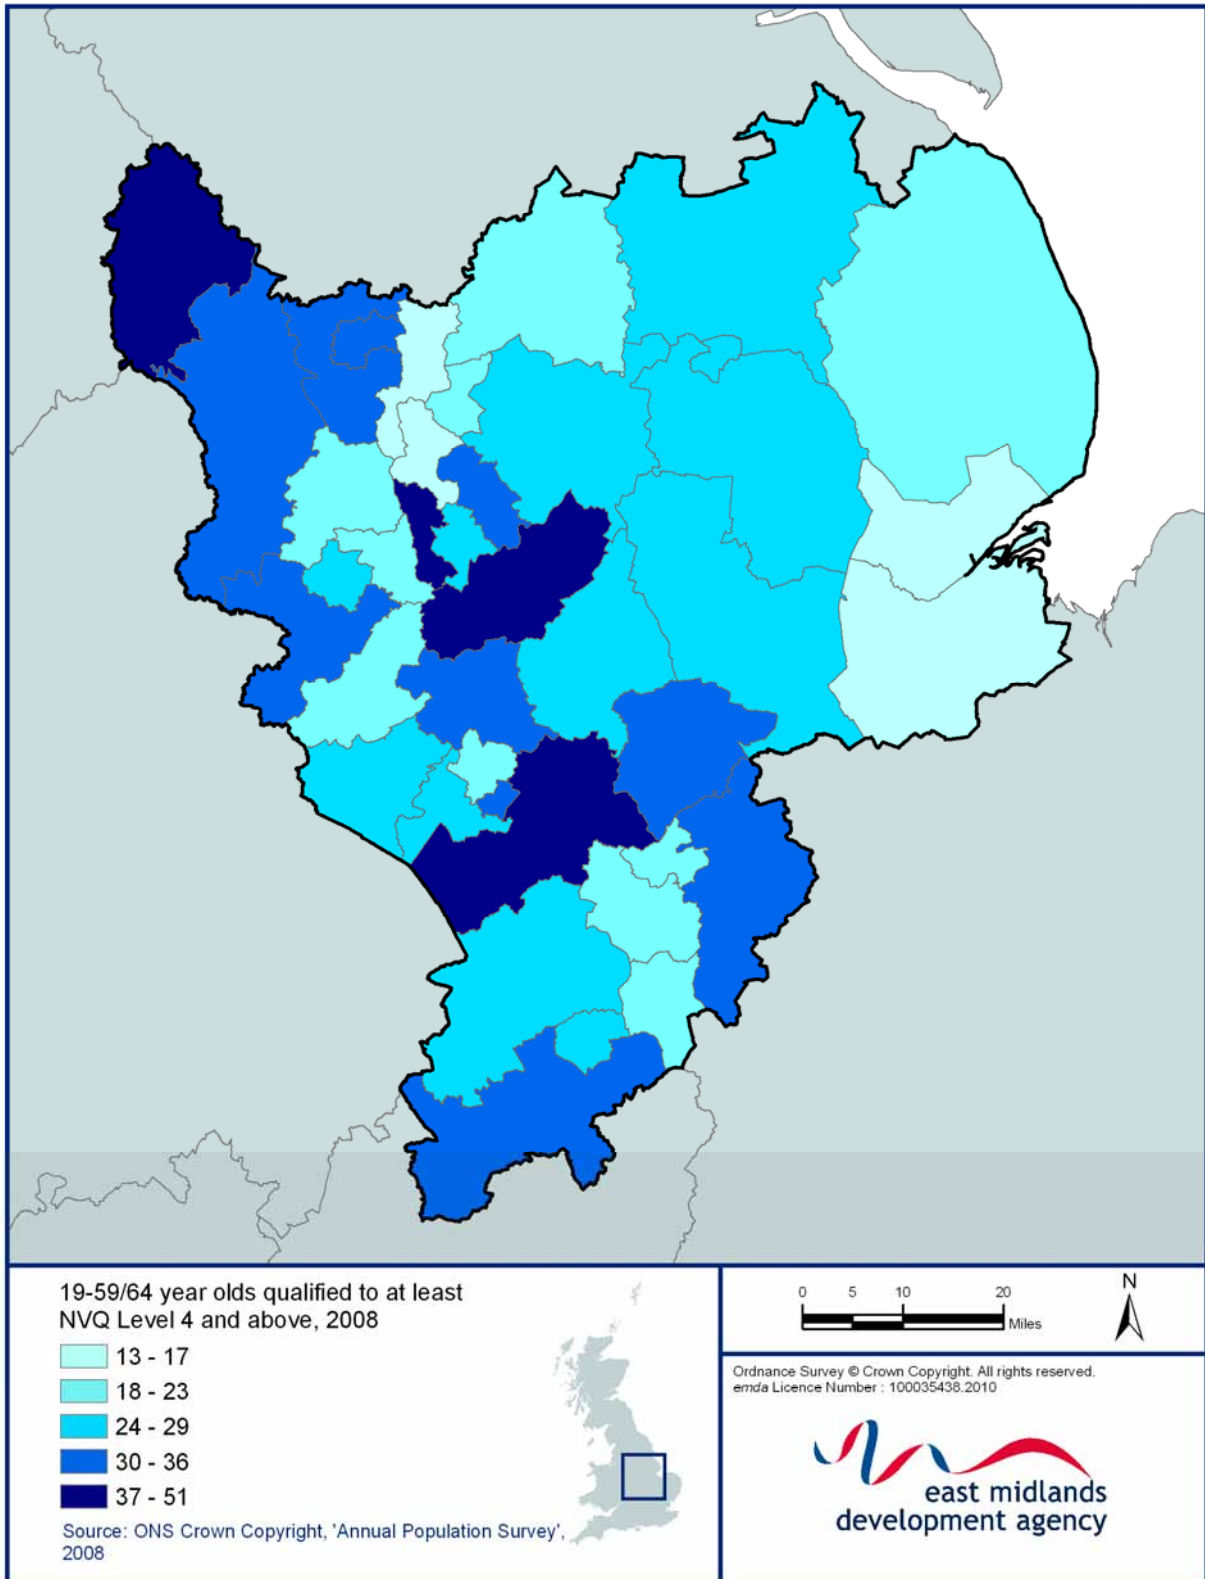 19-59/64 year olds qualified to at least
NVQ Level 4 and above, 2008
13 - 17
18 - 23
24 - 29
30 - 36
37 - 51
Source: ONS Crown Copyright, 'Annual Population Survey',
2008
0 5 10 20
Miles
N
Ordnance Survey © Crown Copyright. All rights reserved.
emda Licence Number : 100035438.2010
east midlands
development agency